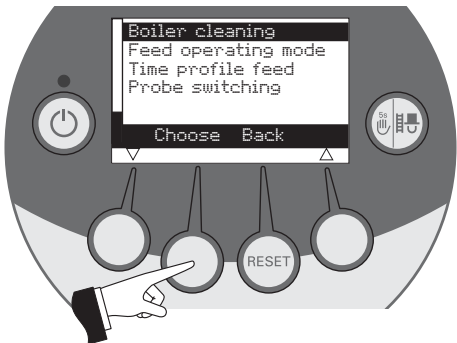 Boiler cleaning
Feed operating mode
Time profile feed
Probe switching
Choose Back
5s
RESET